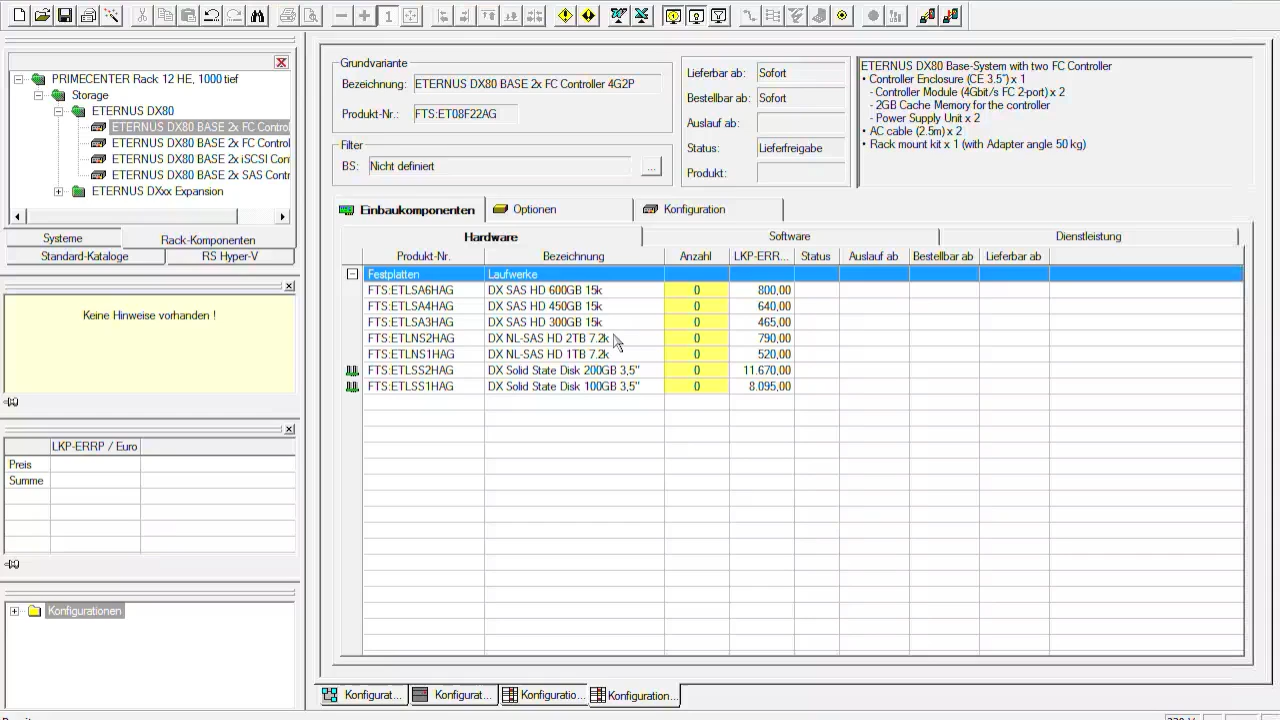 1
PRIMECENTER Rack 12 HE, 1000 tief
Storage
ETERNUS DX80
ETERNUS DX80 BASE 2x FC Contro
ETERNUS DX80 BASE 2x FC Contro
ETERNUS DX80 BASE 2x iSCSI Con
ETERNUS DX80 BASE 2x SAS Contr
ETERNUS DXxx Expansion
Systeme
Rack-Komponenten
Standard-Kataloge
RS Hyper-V
Keine Hinweise vorhanden !
LKP-ERRP / Euro
Preis
Summe
Konfigurationen
Grundvariante
Bezeichnung: ETERNUS DX80 BASE 2x FC Controller 4G2P
Produkt-Nr.: FTS:ET08F22AG
Filter
BS: Nicht definiert ...
Lieferbar ab: Sofort
Bestellbar ab: Sofort
Auslauf ab:
Status: Lieferfreigabe
Produkt:
ETERNUS DX80 Base-System with two FC Controller
• Controller Enclosure (CE 3.5") x 1
- Controller Module (4Gbit/s FC 2-port) x 2
- 2GB Cache Memory for the controller
- Power Supply Unit x 2
• AC cable (2.5m) x 2
• Rack mount kit x 1 (with Adapter angle 50 kg)
Einbaukomponenten Optionen Konfiguration
Hardware Software Dienstleistung
Produkt-Nr. Bezeichnung Anzahl LKP-ERR... Status Auslauf ab Bestellbar ab Lieferbar ab
Festplatten Laufwerke
FTS:ETLSA6HAG DX SAS HD 600GB 15k 0 800,00
FTS:ETLSA4HAG DX SAS HD 450GB 15k 0 640,00
FTS:ETLSA3HAG DX SAS HD 300GB 15k 0 465,00
FTS:ETLNS2HAG DX NL-SAS HD 2TB 7.2k 0 790,00
FTS:ETLNS1HAG DX NL-SAS HD 1TB 7.2k 0 520,00
FTS:ETLSS2HAG DX Solid State Disk 200GB 3,5" 0 11.670,00
FTS:ETLSS1HAG DX Solid State Disk 100GB 3,5" 0 8.095,00
Konfigurat... Konfigurat... Konfiguratio... Konfiguration...